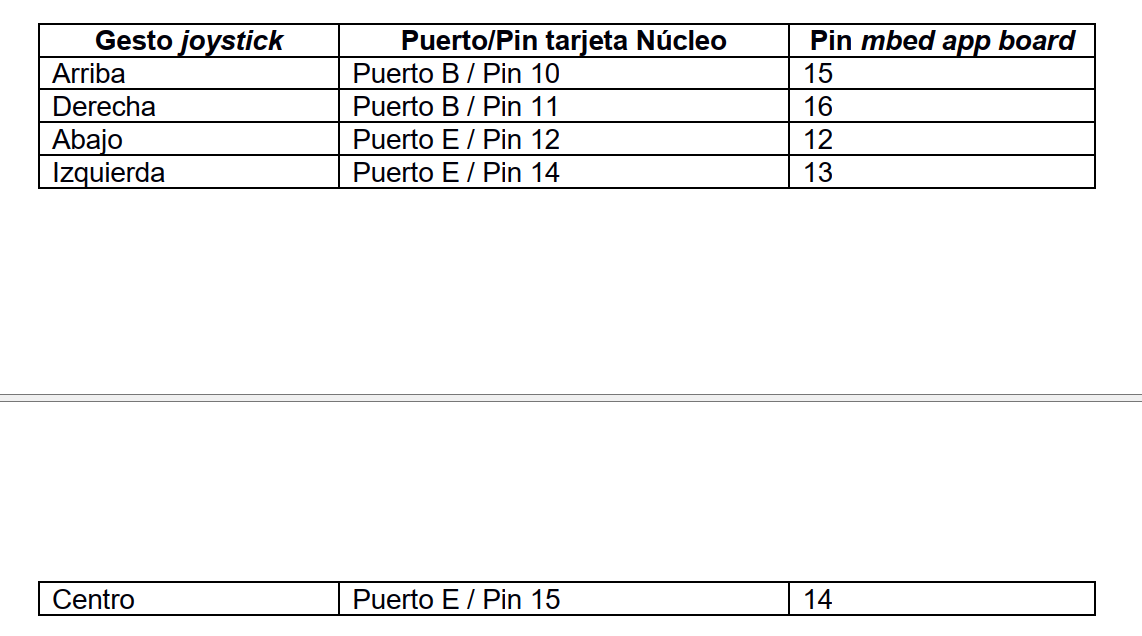 Gesto joystick Puerto/Pin tarjeta Núcleo Pin mbed app board
Arriba Puerto B / Pin 10 15
Derecha Puerto B / Pin 11 16
Abajo Puerto E / Pin 12 12
Izquierda Puerto E / Pin 14 13
Centro Puerto E / Pin 15 14